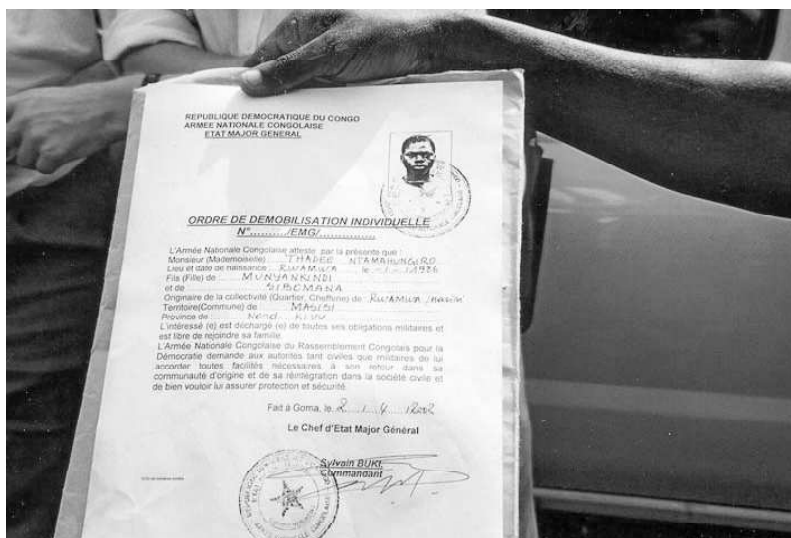 REPUBLIQUE DEMOCRATIQUE DU CONGO
ARMEE NATIONALE CONGOLAISE
ETAT MAJOR GENERAL
ORDRE DE DEMOBILISATION INDIVIDUELLE
N°........../EMG/...............
L'Armée Nationale Congolaise atteste par la présente que :
Monsieur (Mademoiselle) THADEE NTAMAHUNGIRO
Lieu et date de naissance : RWAMWA le -/-/1986
Fils (Fille) de MUNYANKINDI
et de SIBOMANA
Originaire de la collectivité (Quartier, Chefferie) de : RWAMWA /
Territoire(Commune) de MASISI
Province de Nord KIVU
L'intéressé (e) est déchargé (e) de toutes ses obligations militaires et
est libre de rejoindre sa famille.
L'Armée Nationale Congolaise du Rassemblement Congolais pour la
Démocratie demande aux autorités tant civiles que militaires de lui
accorder toutes facilités nécessaires à son retour dans sa
communauté d'origine et de sa réintégration dans la société civile et
de bien vouloir lui assurer protection et sécurité.
Fait à Goma, le 2 / 4 / 2002
Le Chef d'Etat Major Général
Sylvain BUKI
Commandant